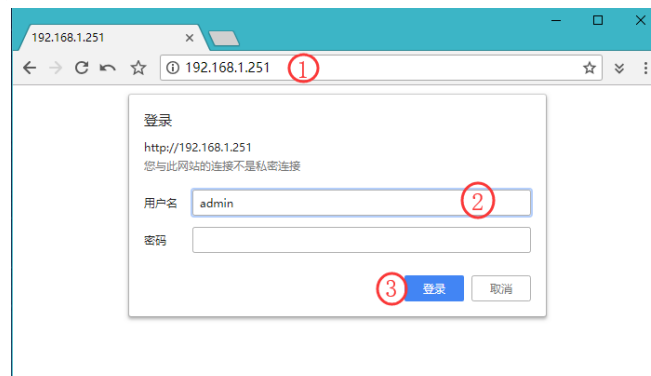 192.168.1.251
192.168.1.251 ①
登录
http://192.168.1.251
您与此网站的连接不是私密连接
用户名 admin ②
密码
③ 登录 取消